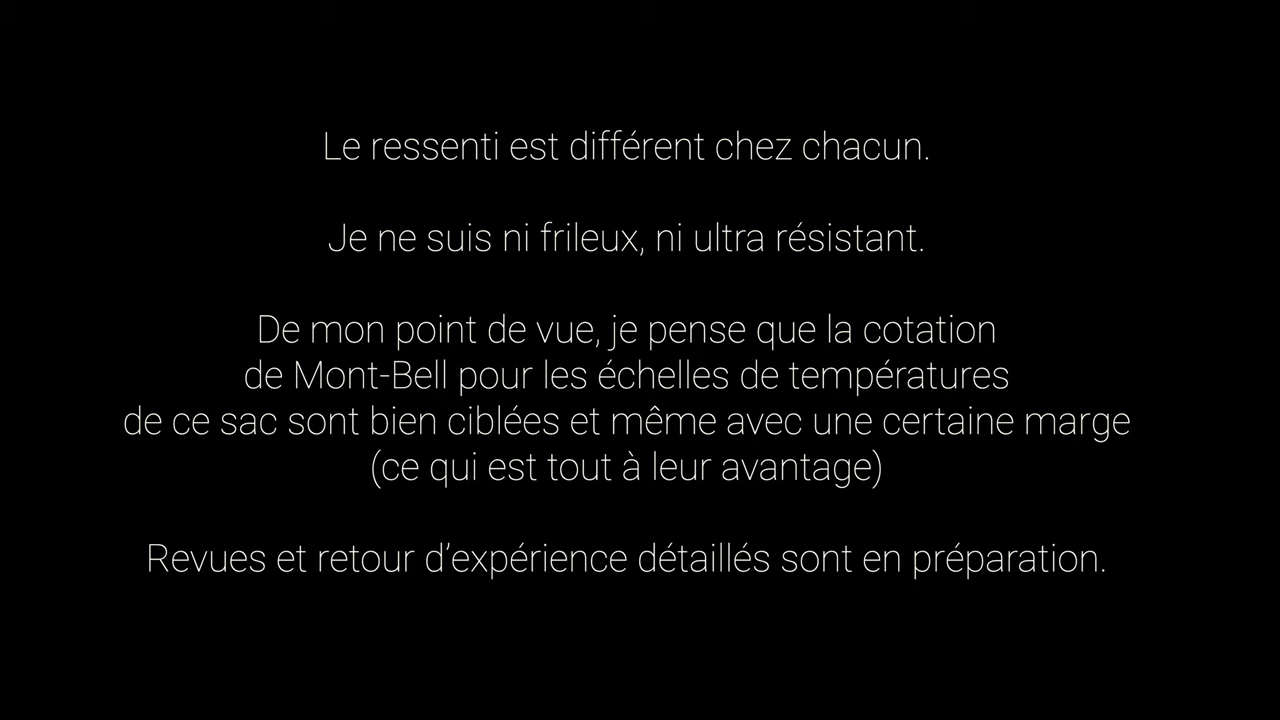 Le ressenti est différent chez chacun.
Je ne suis ni frileux, ni ultra résistant.
De mon point de vue, je pense que la cotation
de Mont-Bell pour les échelles de températures
de ce sac sont bien ciblées et même avec une certaine marge
(ce qui est tout à leur avantage)
Revues et retour d’expérience détaillés sont en préparation.